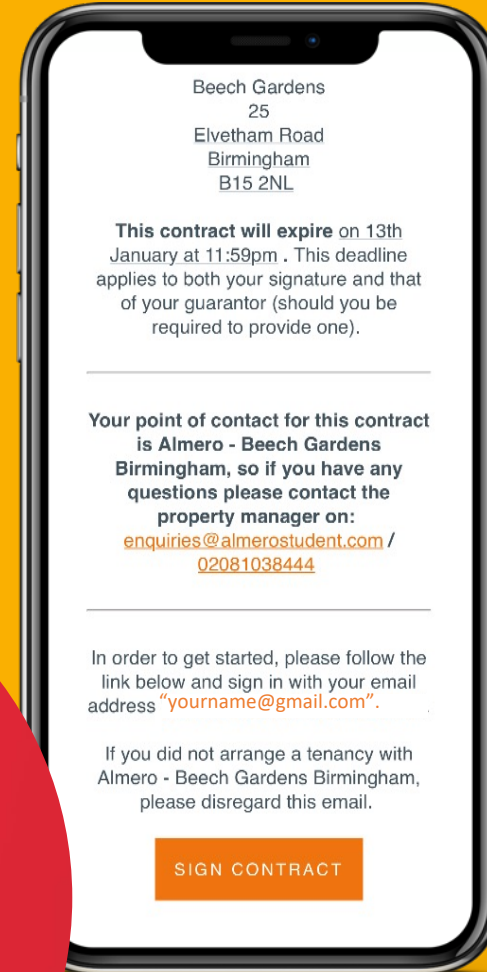 Beech Gardens
25
Elvetham Road
Birmingham
B15 2NL
This contract will expire on 13th
January at 11:59pm . This deadline
applies to both your signature and that
of your guarantor (should you be
required to provide one).
Your point of contact for this contract
is Almero - Beech Gardens
Birmingham, so if you have any
questions please contact the
property manager on:
enquiries@almerostudent.com /
02081038444
In order to get started, please follow the
link below and sign in with your email
address “yourname@gmail.com”. .
If you did not arrange a tenancy with
Almero - Beech Gardens Birmingham,
please disregard this email.
SIGN CONTRACT